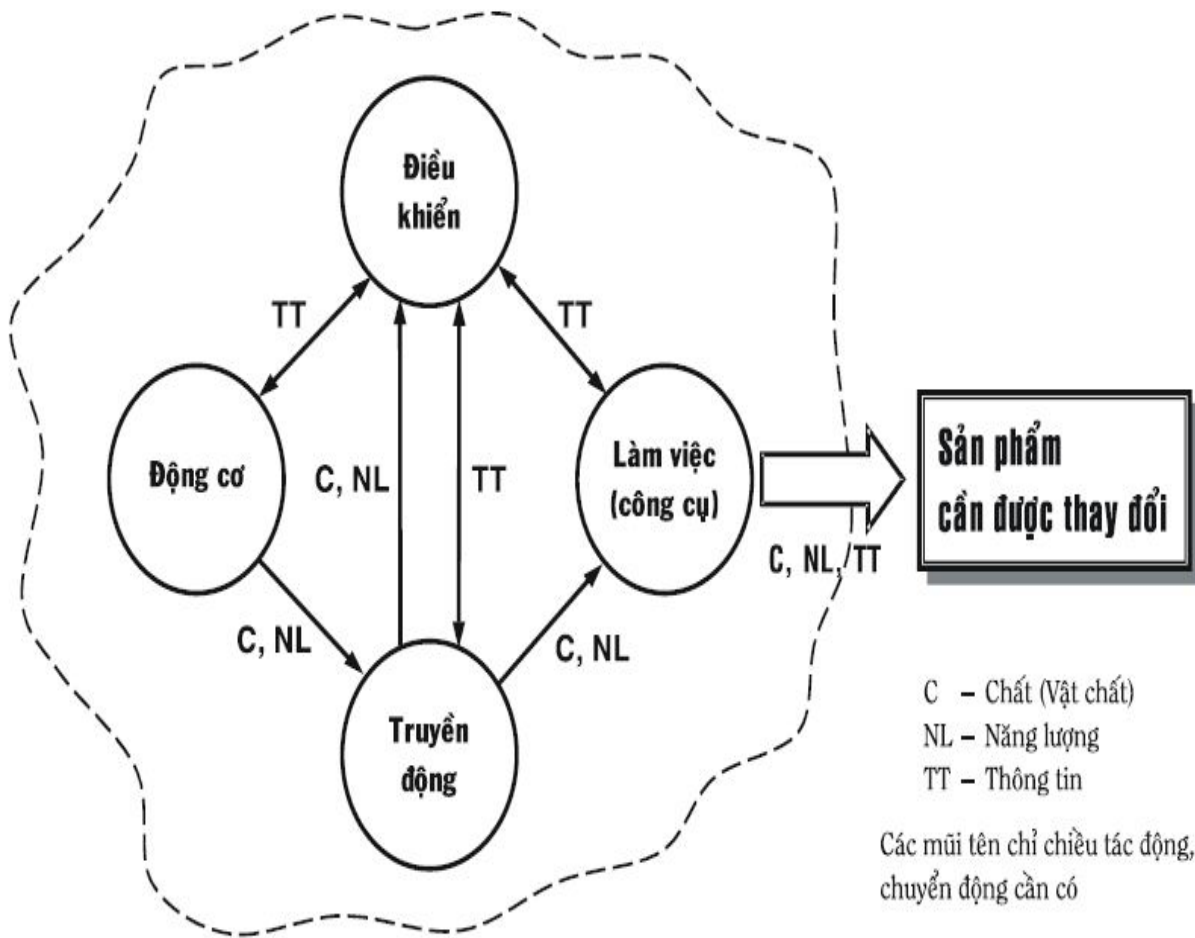 Điều
khiển
TT
TT
Động cơ
C, NL
TT
Làm việc
(công cụ)
Sản phẩm
cần được thay đổi
C, NL, TT
C, NL
C, NL
Truyền
động
C – Chất (Vật chất)
NL – Năng lượng
TT – Thông tin
Các mũi tên chỉ chiều tác động,
chuyển động cần có